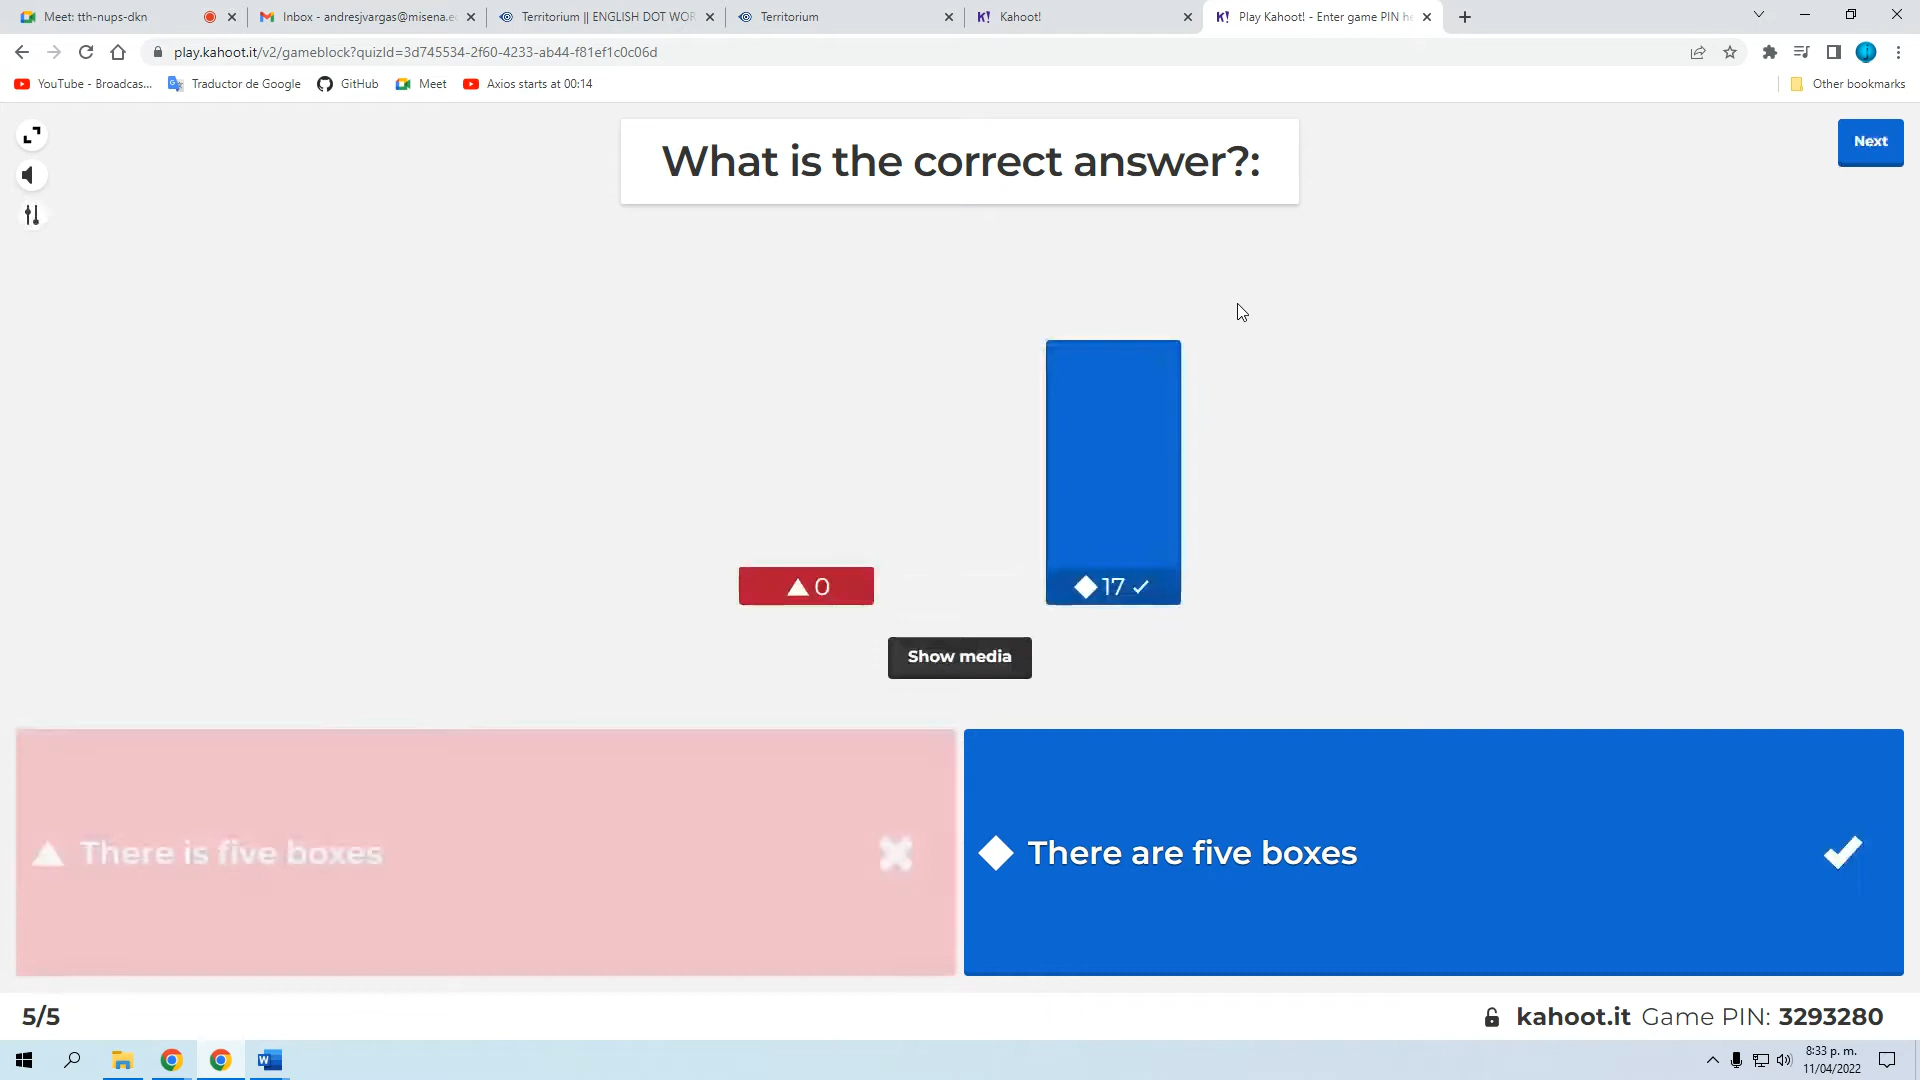 Meet: tth-nups-dkn
Inbox - andresjvargas@misena.e
Territorium || ENGLISH DOT WOR
Territorium
Kahoot!
Play Kahoot! - Enter game PIN he
play.kahoot.it/v2/gameblock?quizId=3d745534-2f60-4233-ab44-f81ef1c0c06d
YouTube - Broadcas...
Traductor de Google
GitHub
Meet
Axios starts at 00:14
Other bookmarks
What is the correct answer?:
Next
0
17
Show media
There is five boxes
There are five boxes
5/5
kahoot.it Game PIN: 3293280
8:33 p. m.
11/04/2022